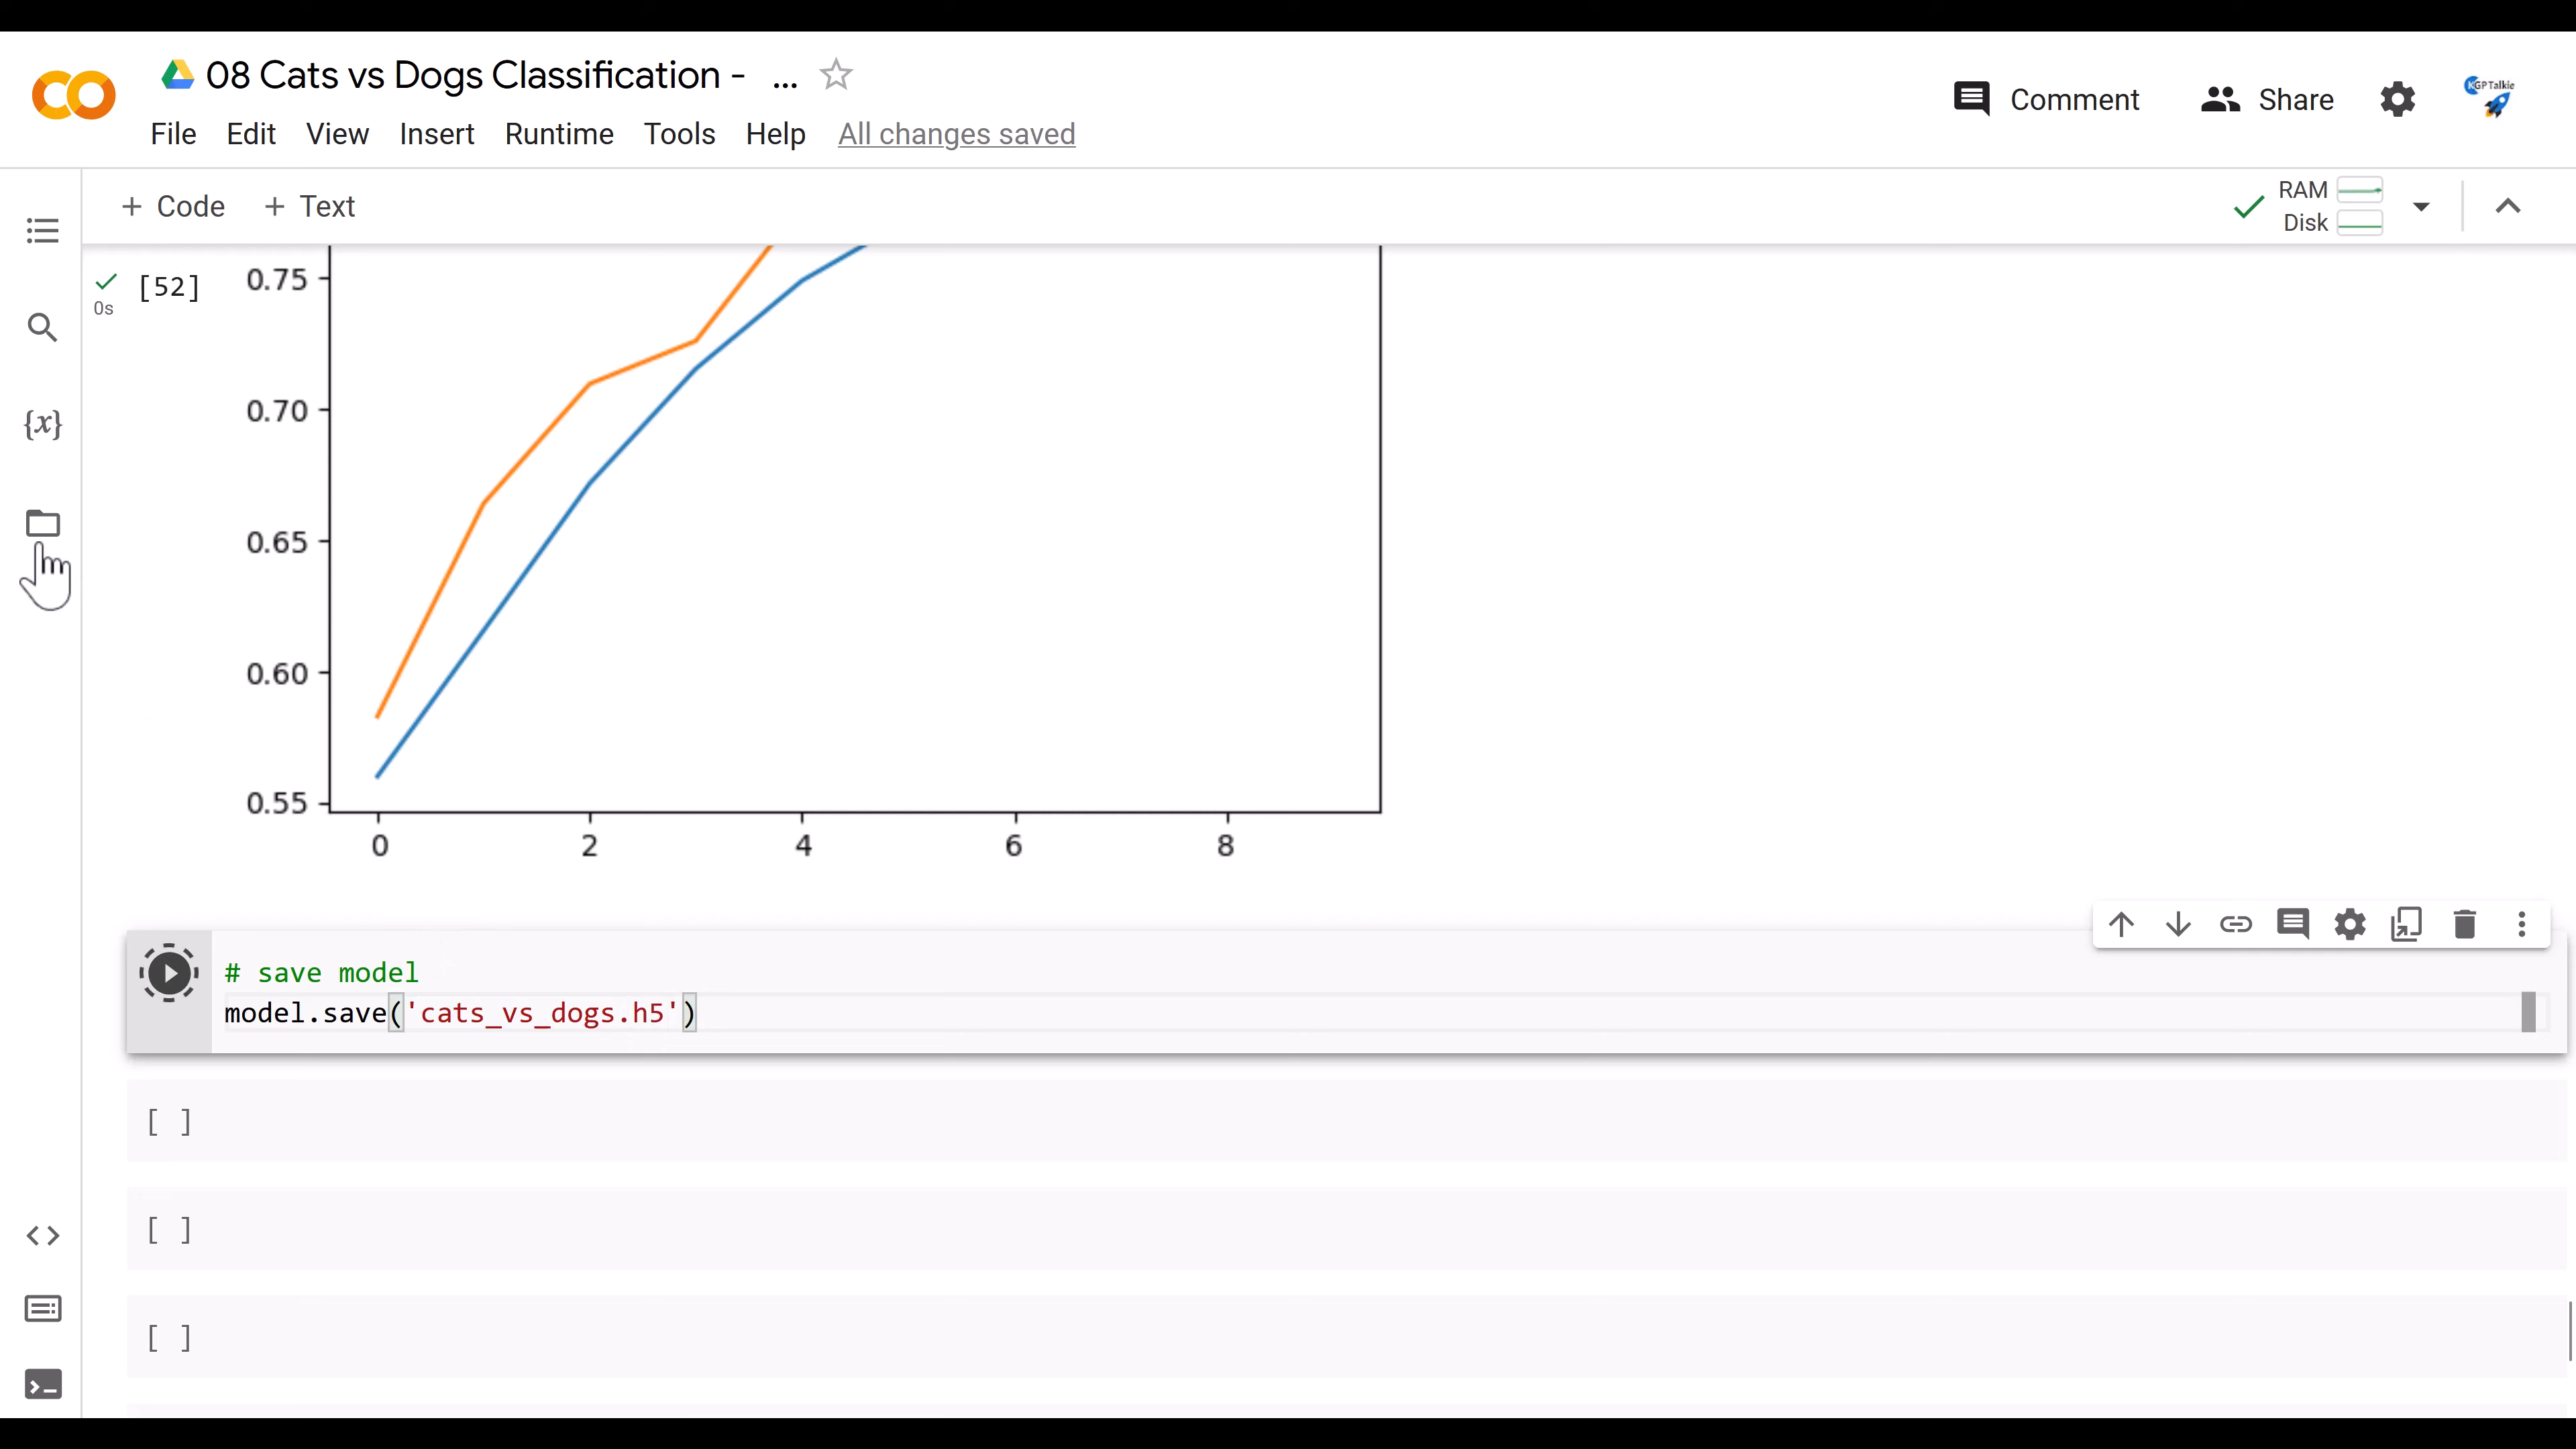 08 Cats vs Dogs Classification - ...
File Edit View Insert Runtime Tools Help All changes saved
Comment Share
KGPTalkie
+ Code + Text
RAM
Disk
[52]
0s
{x}
0.75
0.70
0.65
0.60
0.55
0 2 4 6 8
# save model
model.save('cats_vs_dogs.h5')
[ ]
[ ]
[ ]